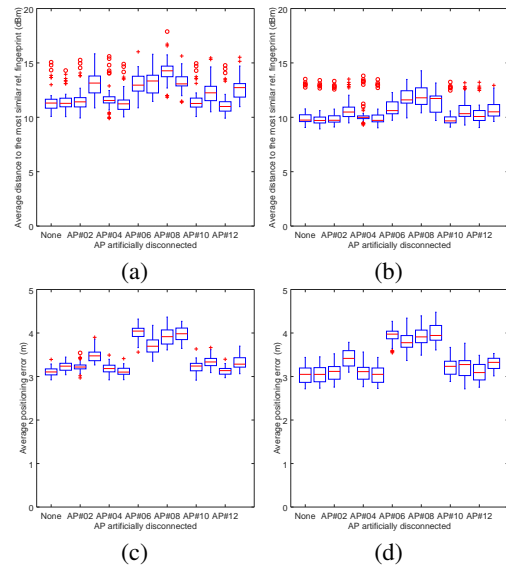 Average distance to the most similar ref. fingerprint (dBm)
20
15
10
5
0
None AP#02 AP#04 AP#06 AP#08 AP#10 AP#12
AP artificially disconnected
(a)
Average distance to the most similar ref. fingerprint (dBm)
20
15
10
5
0
None AP#02 AP#04 AP#06 AP#08 AP#10 AP#12
AP artificially disconnected
(b)
Average positioning error (m)
5
4
3
2
1
0
None AP#02 AP#04 AP#06 AP#08 AP#10 AP#12
AP artificially disconnected
(c)
Average positioning error (m)
5
4
3
2
1
0
None AP#02 AP#04 AP#06 AP#08 AP#10 AP#12
AP artificially disconnected
(d)